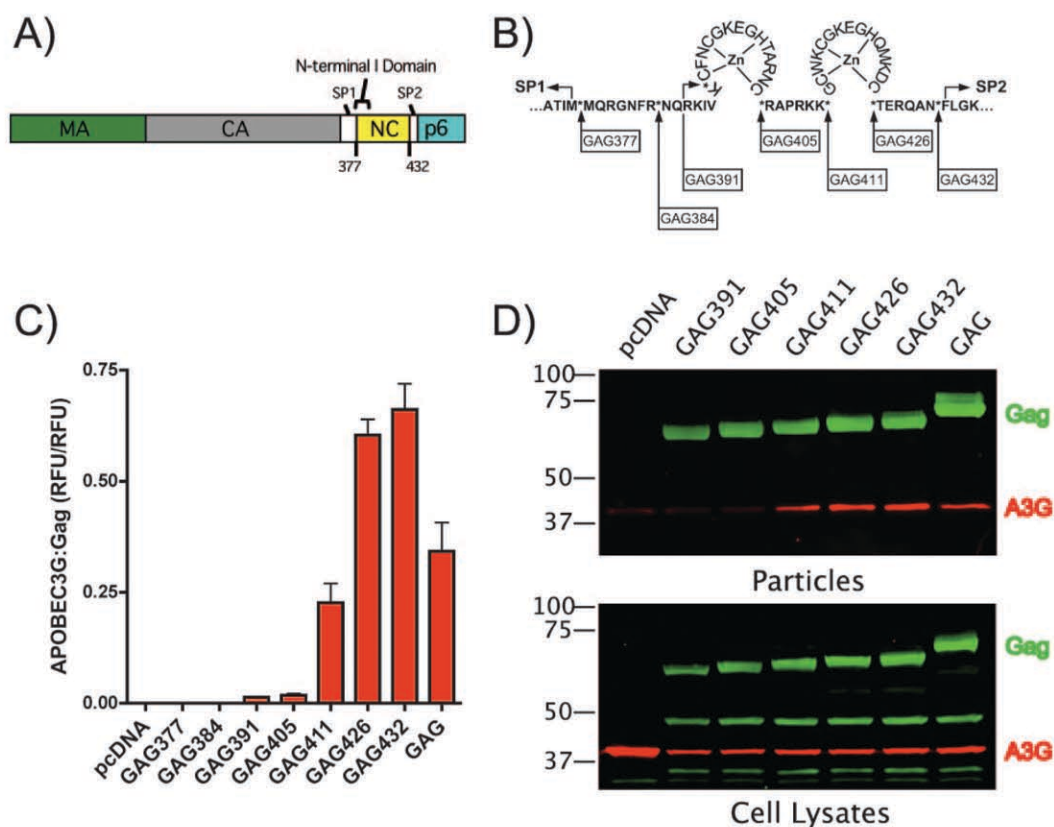 A)
N-terminal I Domain
SP1 SP2
MA CA NC p6
377 432
B)
CFNCGKEGHTARNC GCWKCGKEGHQMKDC
Zn Zn
SP1 SP2
...ATIM*MQRGNFR*NQRKIV K* *RAPRKK* *TERQAN*FLGK...
GAG377 GAG405 GAG426
GAG391 GAG411 GAG432
GAG384
C)
APOBEC3G:Gag (RFU/RFU)
0.75
0.50
0.25
0.00
pcDNA GAG377 GAG384 GAG391 GAG405 GAG411 GAG426 GAG432 GAG
D)
pcDNA GAG391 GAG405 GAG411 GAG426 GAG432 GAG
100
75
Gag
50
A3G
37
Particles
100
75
Gag
50
A3G
37
Cell Lysates